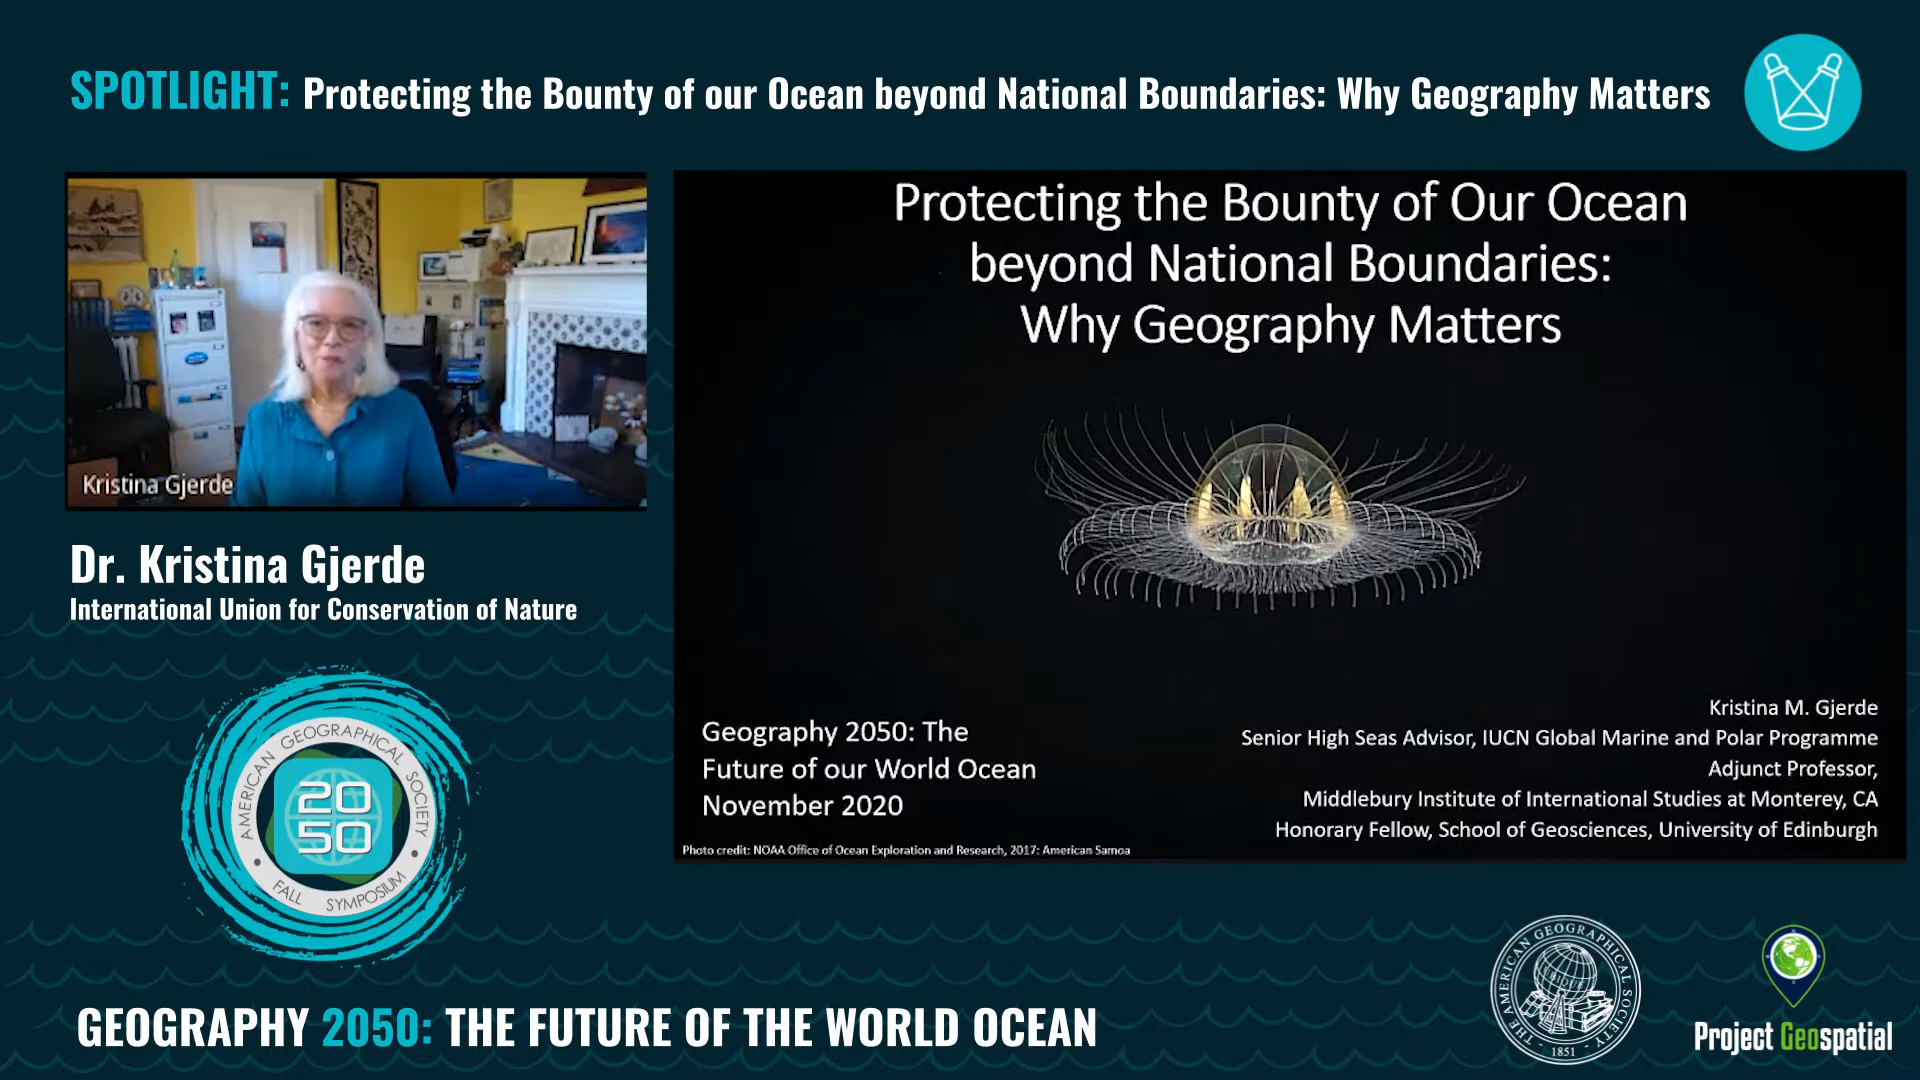 SPOTLIGHT: Protecting the Bounty of our Ocean beyond National Boundaries: Why Geography Matters
Kristina Gjerde
Dr. Kristina Gjerde
International Union for Conservation of Nature
Protecting the Bounty of Our Ocean
beyond National Boundaries:
Why Geography Matters
Geography 2050: The
Future of our World Ocean
November 2020
Kristina M. Gjerde
Senior High Seas Advisor, IUCN Global Marine and Polar Programme
Adjunct Professor,
Middlebury Institute of International Studies at Monterey, CA
Honorary Fellow, School of Geosciences, University of Edinburgh
Photo credit: NOAA Office of Ocean Exploration and Research, 2017: American Samoa
AMERICAN GEOGRAPHICAL SOCIETY
20
50
FALL SYMPOSIUM
GEOGRAPHY 2050: THE FUTURE OF THE WORLD OCEAN
THE AMERICAN GEOGRAPHICAL SOCIETY
UBIQUE
1851
Project Geospatial